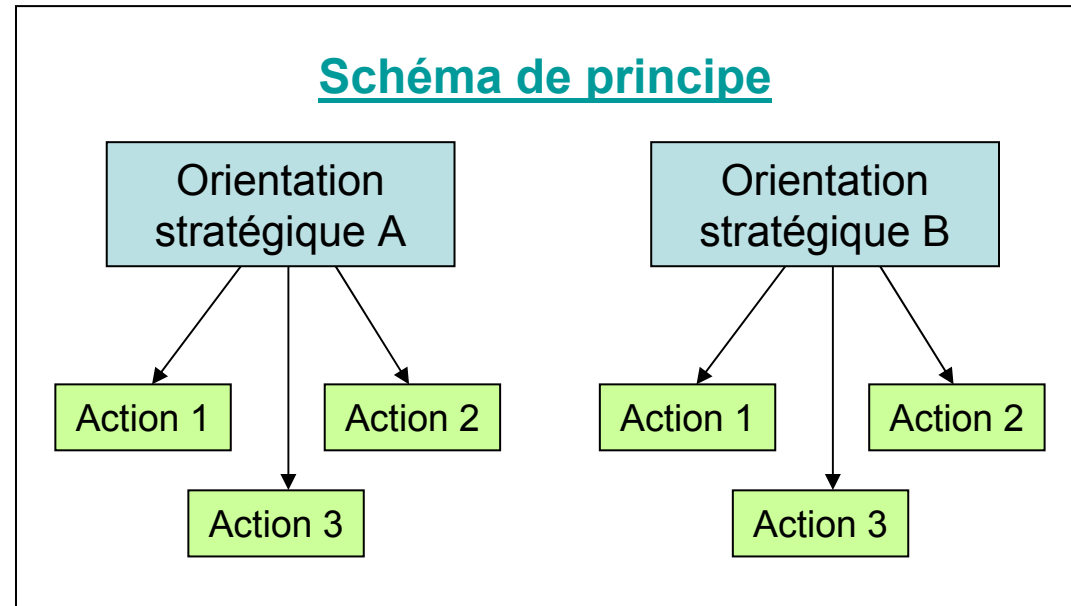 Schéma de principe
Orientation
stratégique A
Orientation
stratégique B
Action 1
Action 2
Action 1
Action 2
Action 3
Action 3